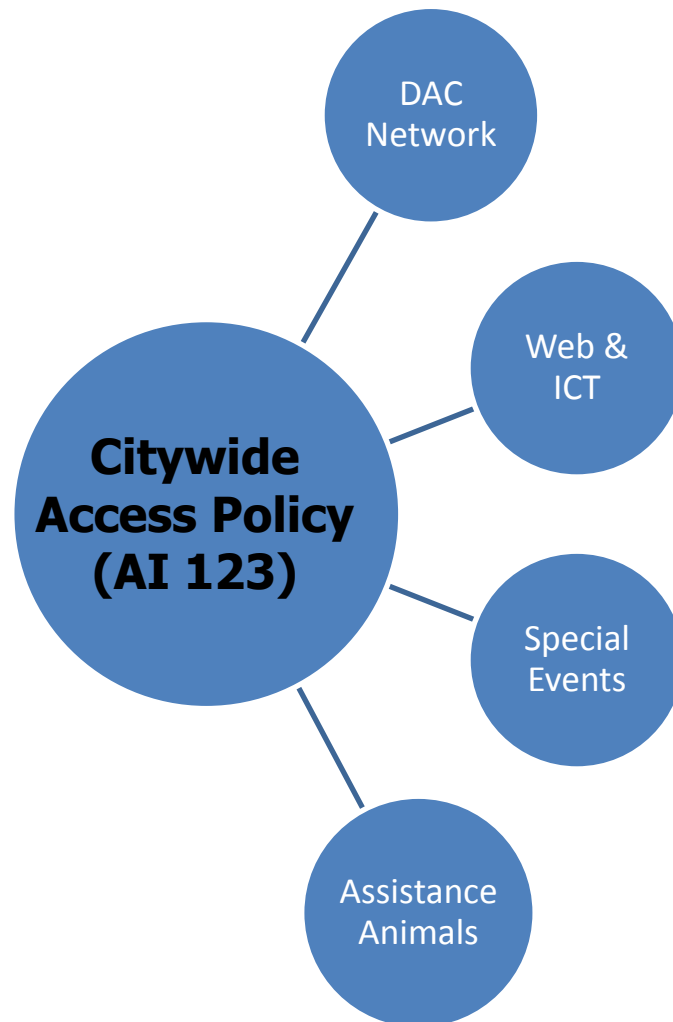 DAC
Network
Web &
ICT
Citywide
Access Policy
(AI 123)
Special
Events
Assistance
Animals